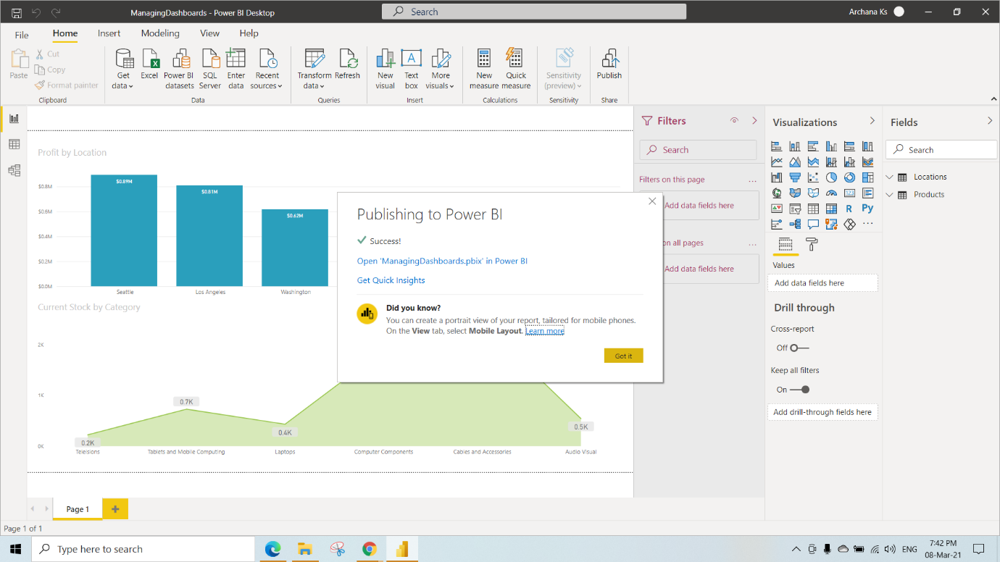 ManagingDashboards - Power BI Desktop
Search
Archana Ks
File
Home
Insert
Modeling
View
Help
Paste
Cut
Copy
Format painter
Clipboard
Get data
Excel
Power BI datasets
SQL Server
Enter data
Recent sources
Data
Transform data
Refresh
Queries
New visual
Text box
More visuals
Insert
New measure
Quick measure
Calculations
Sensitivity (preview)
Sensitivity
Publish
Share
Profit by Location
$0.8M
$0.6M
$0.4M
$0.2M
$0.0M
$0.89M
$0.81M
$0.62M
Seattle
Los Angeles
Washington
Current Stock by Category
2K
1K
0K
0.2K
0.7K
0.4K
0.5K
Teleisions
Tablets and Mobile Computing
Laptops
Computer Components
Cables and Accessories
Audio Visual
Publishing to Power BI
Success!
Open 'ManagingDashboards.pbix' in Power BI
Get Quick Insights
Did you know?
You can create a portrait view of your report, tailored for mobile phones.
On the View tab, select Mobile Layout. Learn more
Got it
Filters
Search
Filters on this page
...
Add data fields here
on all pages
...
Add data fields here
Visualizations
123
R
Py
...
Values
Add data fields here
Drill through
Cross-report
Off
Keep all filters
On
Add drill-through fields here
Fields
Search
Locations
Products
Page 1
Page 1 of 1
Type here to search
ENG
7:42 PM
08-Mar-21